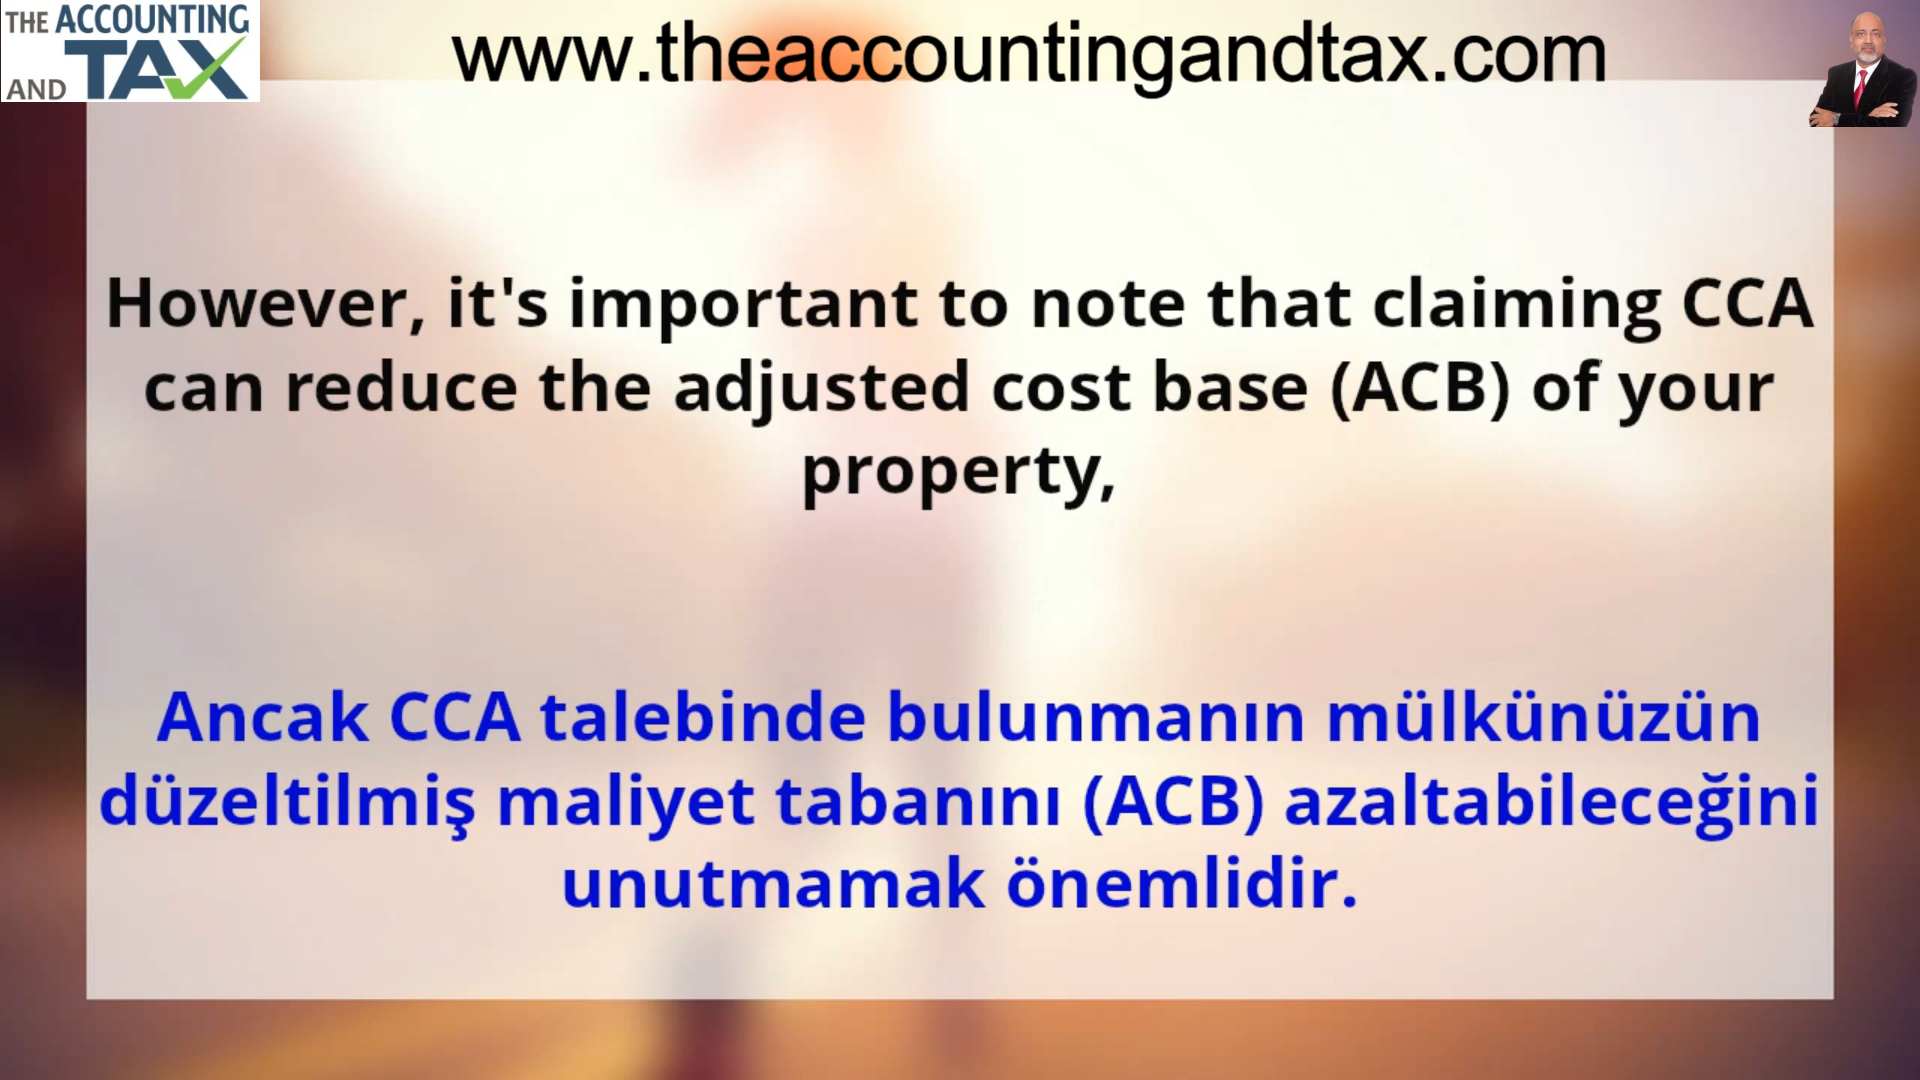 THE ACCOUNTING
AND TAX
www.theaccountingandtax.com
However, it's important to note that claiming CCA
can reduce the adjusted cost base (ACB) of your
property,
Ancak CCA talebinde bulunmanın mülkünüzün
düzeltilmiş maliyet tabanını (ACB) azaltabileceğini
unutmamak önemlidir.